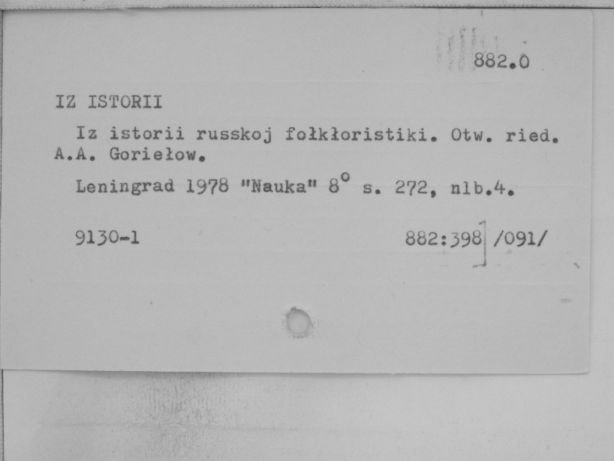 882.0
IZ ISTORII
Iz istorii russkoj fołkłoristiki. Otw. ried.
A.A. Goriełow.
Leningrad 1978 "Nauka" 8° s. 272, nlb.4.
9130-1 882:398] /091/